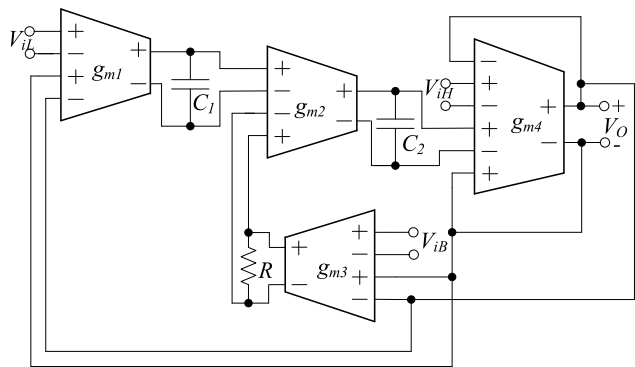 V_iL
+
−
+
−
g_m1
+
−
C_1
+
−
−
+
g_m2
+
−
C_2
−
V_iH
+
−
+
−
+
g_m4
+
−
+
V_O
-
R
+
−
g_m3
+
−
+
−
V_iB